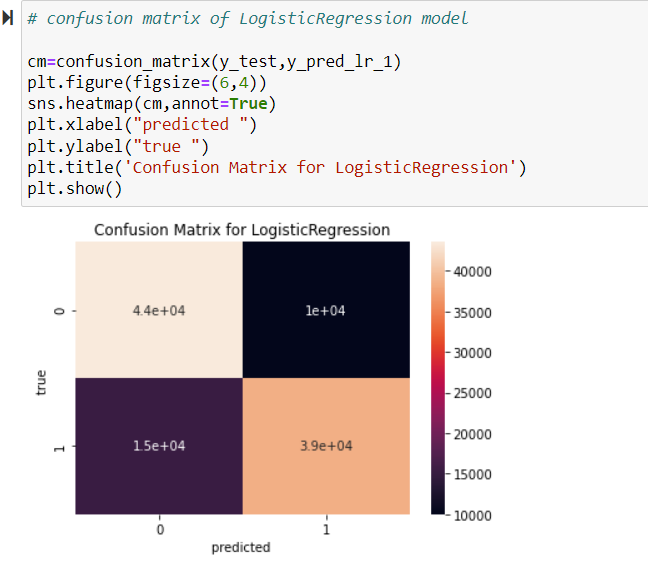 # confusion matrix of LogisticRegression model
cm=confusion_matrix(y_test,y_pred_lr_1)
plt.figure(figsize=(6,4))
sns.heatmap(cm,annot=True)
plt.xlabel("predicted ")
plt.ylabel("true ")
plt.title('Confusion Matrix for LogisticRegression')
plt.show()
Confusion Matrix for LogisticRegression
0
4.4e+04
1e+04
true
1
1.5e+04
3.9e+04
0
1
predicted
40000
35000
30000
25000
20000
15000
10000